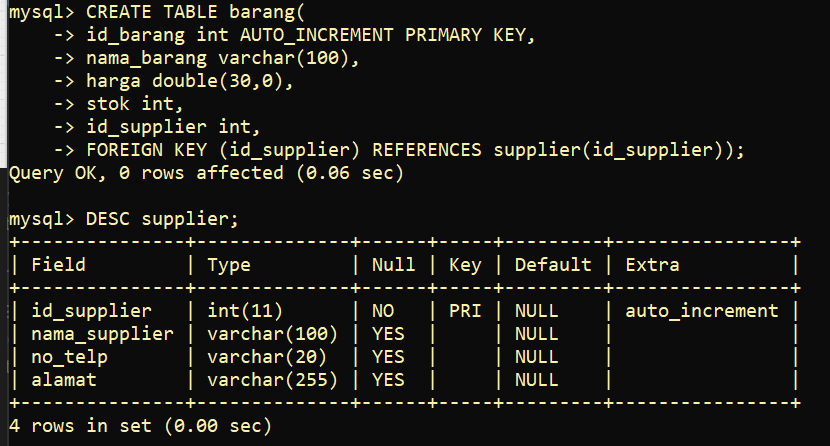 mysql> CREATE TABLE barang(
    -> id_barang int AUTO_INCREMENT PRIMARY KEY,
    -> nama_barang varchar(100),
    -> harga double(30,0),
    -> stok int,
    -> id_supplier int,
    -> FOREIGN KEY (id_supplier) REFERENCES supplier(id_supplier));
Query OK, 0 rows affected (0.06 sec)

mysql> DESC supplier;
+---------------+--------------+------+-----+---------+----------------+
| Field         | Type         | Null | Key | Default | Extra          |
+---------------+--------------+------+-----+---------+----------------+
| id_supplier   | int(11)      | NO   | PRI | NULL    | auto_increment |
| nama_supplier | varchar(100) | YES  |     | NULL    |                |
| no_telp       | varchar(20)  | YES  |     | NULL    |                |
| alamat        | varchar(255) | YES  |     | NULL    |                |
+---------------+--------------+------+-----+---------+----------------+
4 rows in set (0.00 sec)